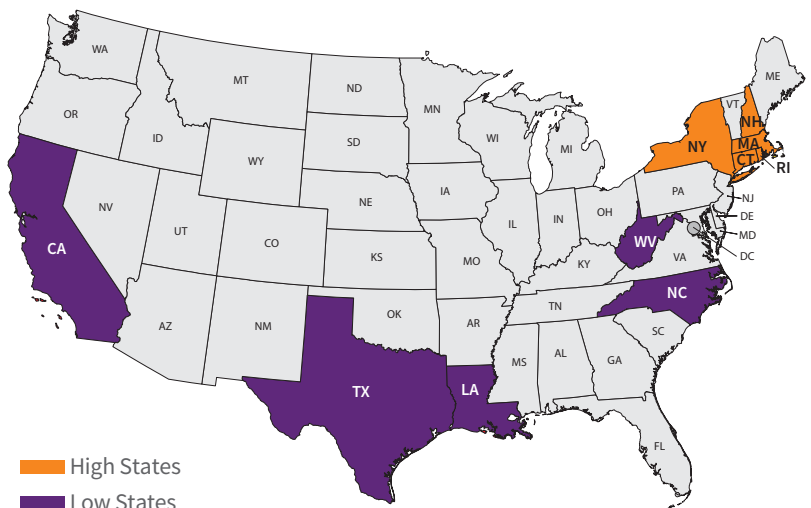 WA
MT
ND
MN
ME
VT
NH
OR
ID
SD
WI
MI
NY
MA
CT
RI
WY
IA
NE
PA
NJ
NV
UT
CO
IL
IN
OH
DE
MD
DC
CA
KS
MO
KY
WV
VA
NC
TN
AZ
NM
OK
AR
SC
MS
AL
GA
TX
LA
FL
High States
Low States